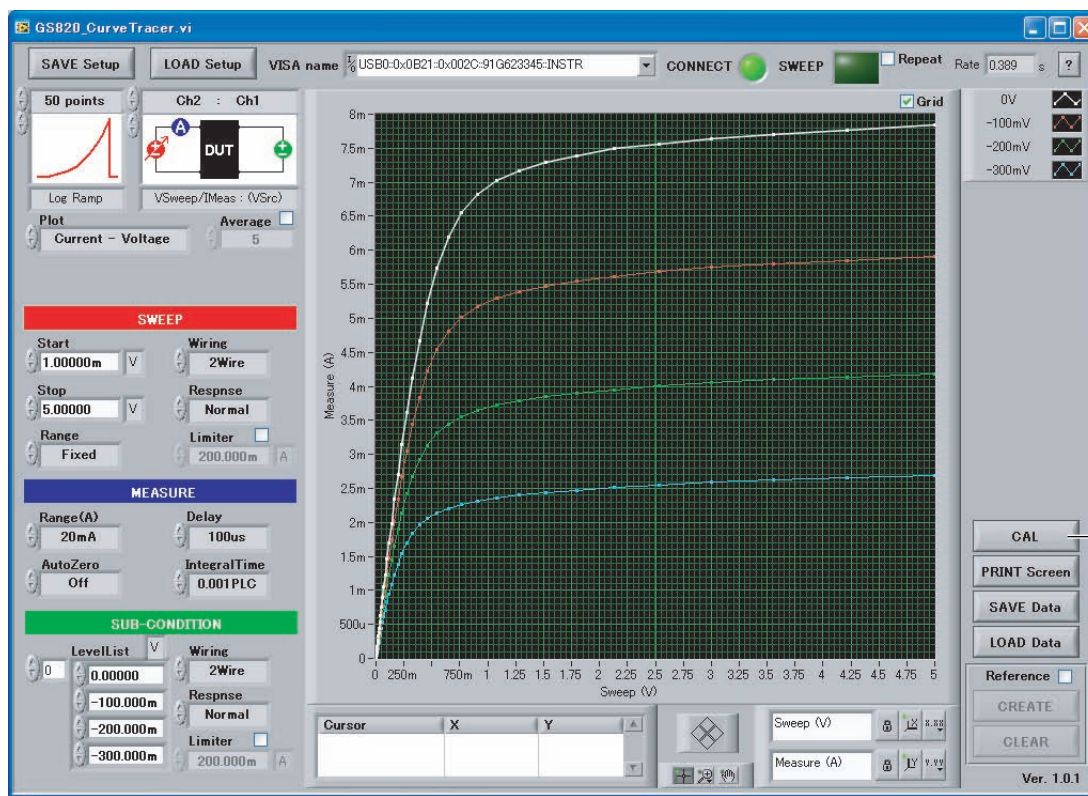 GS820_CurveTracer.vi
SAVE Setup
LOAD Setup
VISA name
I/O
USB0::0x0B21::0x002C::91G623345::INSTR
CONNECT
SWEEP
Repeat
Rate 0.389 s
?
50 points
Log Ramp
Ch2 : Ch1
A
DUT
VSweep/IMeas : (VSrc)
Plot
Current - Voltage
Average
5
SWEEP
Start
1.00000m V
Wiring
2Wire
Stop
5.00000 V
Respnse
Normal
Range
Fixed
Limiter
200.000m A
MEASURE
Range(A)
20mA
Delay
100us
AutoZero
Off
IntegralTime
0.001PLC
SUB-CONDITION
LevelList V
0
0.00000
-100.000m
-200.000m
-300.000m
Wiring
2Wire
Respnse
Normal
Limiter
200.000m A
Grid
Measure (A)
8m
7.5m
7m
6.5m
6m
5.5m
5m
4.5m
4m
3.5m
3m
2.5m
2m
1.5m
1m
500u
0
0 250m 750m 1 1.25 1.5 1.75 2 2.25 2.5 2.75 3 3.25 3.5 3.75 4 4.25 4.5 4.75 5
Sweep (V)
Cursor X Y
Sweep (V)
X
X.XX
Measure (A)
Y
Y.YY
0V
-100mV
-200mV
-300mV
CAL
PRINT Screen
SAVE Data
LOAD Data
Reference
CREATE
CLEAR
Ver. 1.0.1